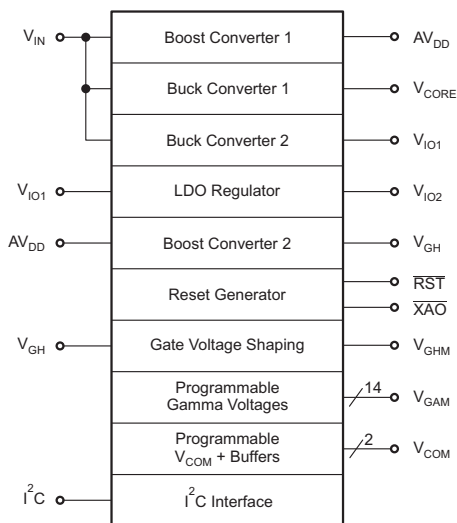 V_IN Boost Converter 1 AV_DD
Buck Converter 1 V_CORE
Buck Converter 2 V_IO1
V_IO1 LDO Regulator V_IO2
AV_DD Boost Converter 2 V_GH
Reset Generator
RST
XAO
V_GH Gate Voltage Shaping V_GHM
Programmable
Gamma Voltages
14 V_GAM
Programmable
V_COM + Buffers
2 V_COM
I²C I²C Interface